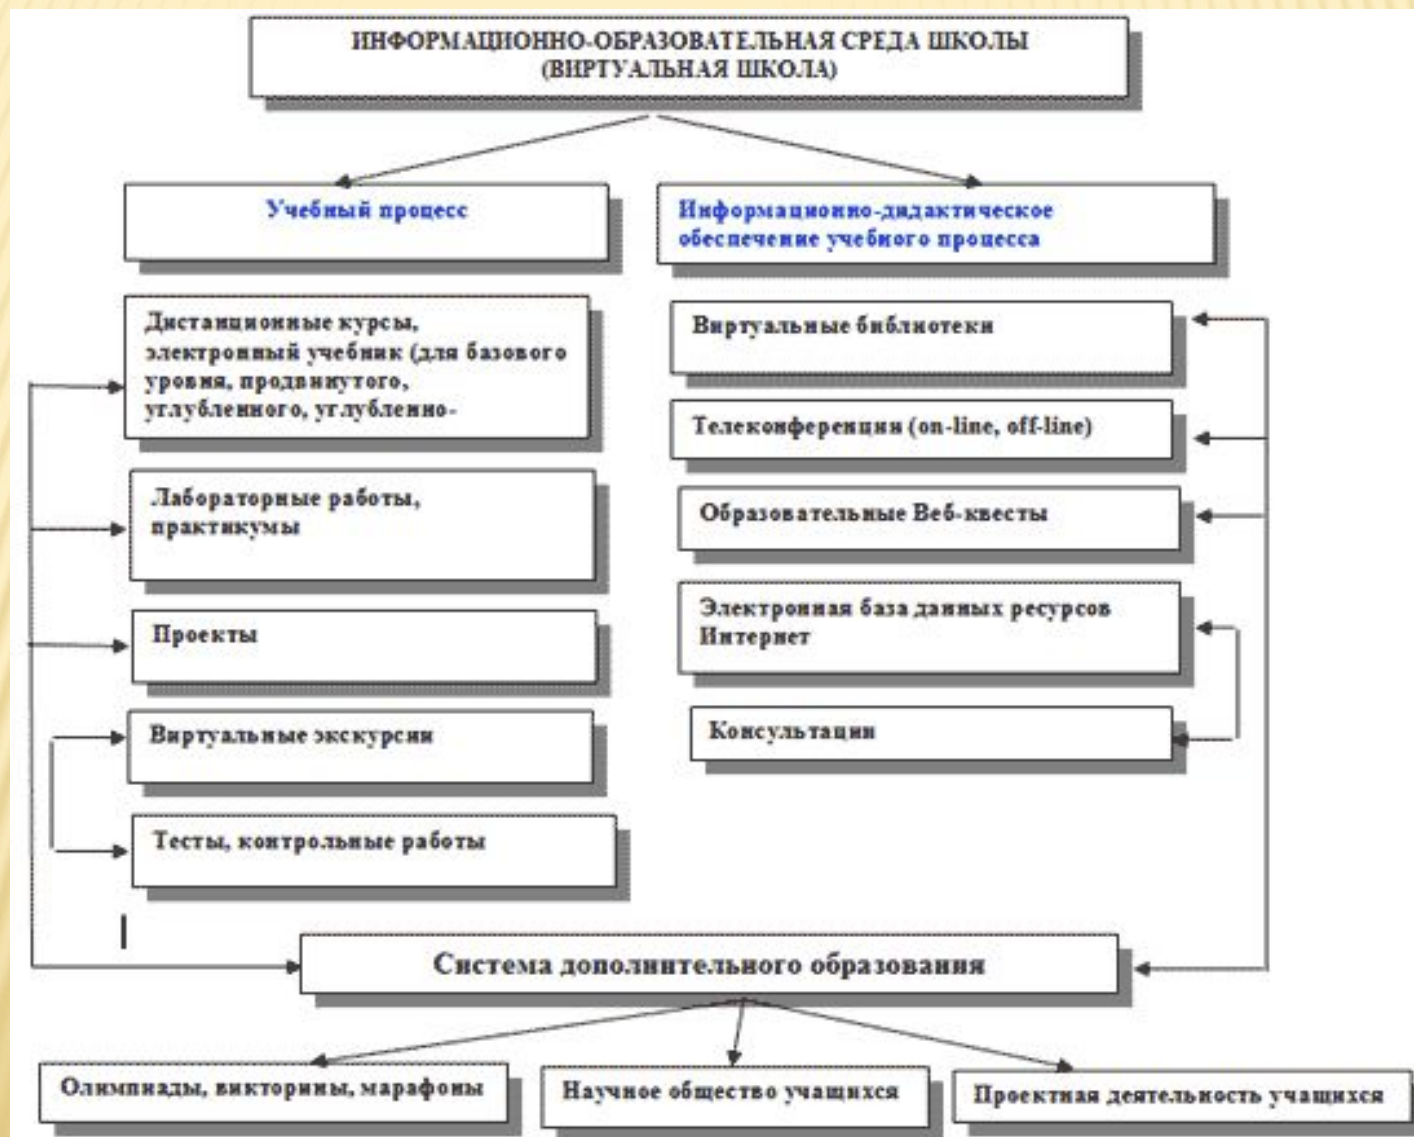 ИНФОРМАЦИОННО-ОБРАЗОВАТЕЛЬНАЯ СРЕДА ШКОЛЫ
(ВИРТУАЛЬНАЯ ШКОЛА)
Учебный процесс
Информационно-дидактическое
обеспечение учебного процесса
Дистанционные курсы,
электронный учебник (для базового
уровня, продвинутого,
углубленного, углубленно-
Лабораторные работы,
практикумы
Проекты
Виртуальные экскурсии
Тесты, контрольные работы
Виртуальные библиотеки
Телеконференции (on-line, off-line)
Образовательные Веб-квесты
Электронная база данных ресурсов
Интернет
Консультации
Система дополнительного образования
Олимпиады, викторины, марафоны
Научное общество учащихся
Проектная деятельность учащихся